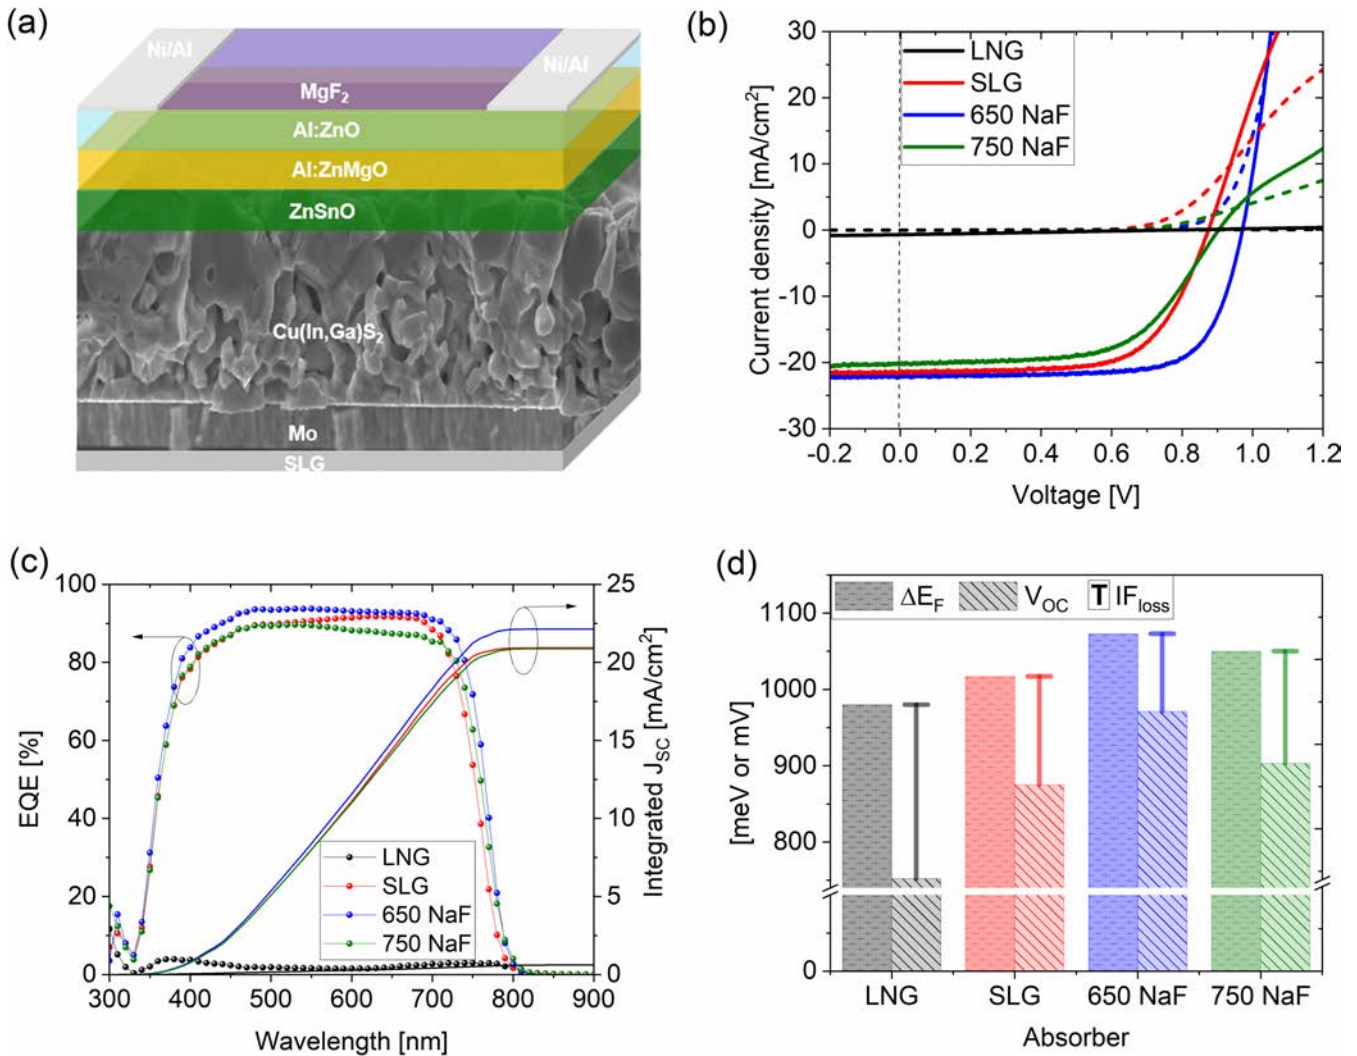 (a)
Ni/Al
Ni/Al
MgF2
Al:ZnO
Al:ZnMgO
ZnSnO
Cu(In,Ga)S2
Mo
SLG
(b)
LNG
SLG
650 NaF
750 NaF
30
20
10
0
-10
-20
-30
Current density [mA/cm2]
-0.2
0.0
0.2
0.4
0.6
0.8
1.0
1.2
Voltage [V]
(c)
100
80
60
40
20
0
EQE [%]
25
20
15
10
5
0
Integrated JSC [mA/cm2]
LNG
SLG
650 NaF
750 NaF
300
400
500
600
700
800
900
Wavelength [nm]
(d)
ΔEF
VOC
T IFloss
1100
1000
900
800
0
[meV or mV]
LNG
SLG
650 NaF
750 NaF
Absorber